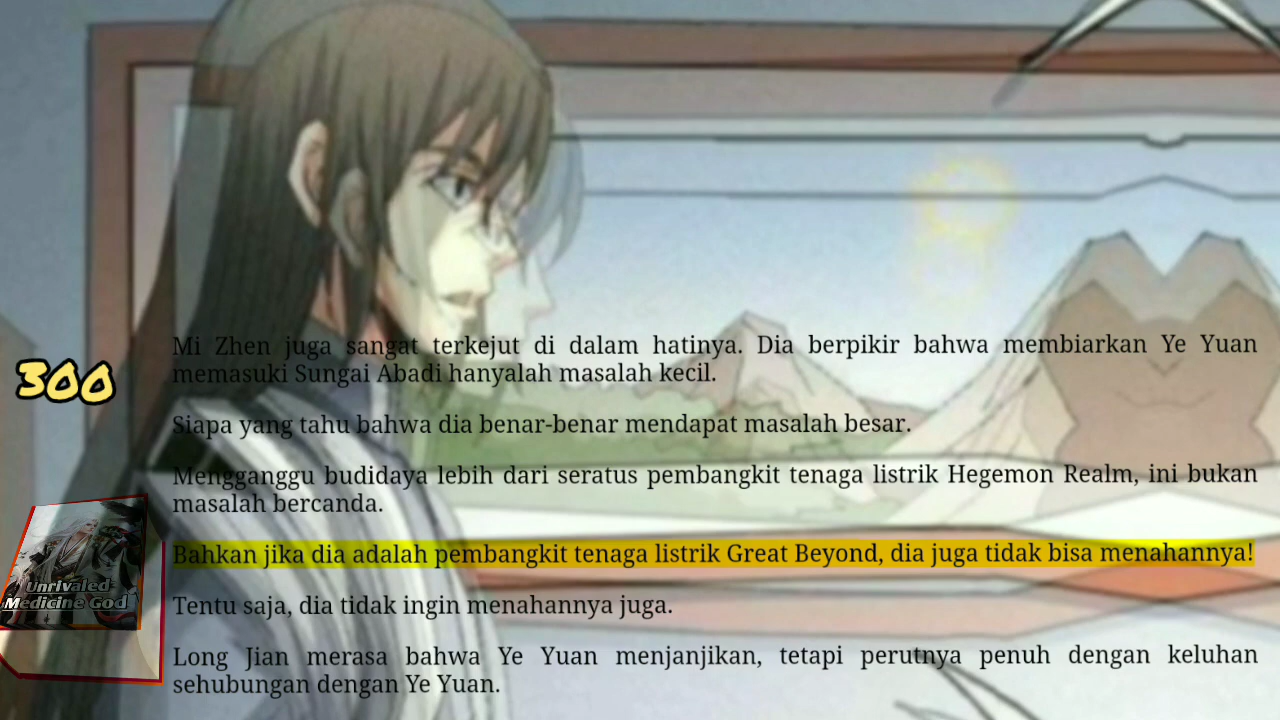 Mi Zhen juga sangat terkejut di dalam hatinya. Dia berpikir bahwa membiarkan Ye Yuan
memasuki Sungai Abadi hanyalah masalah kecil.
300
Siapa yang tahu bahwa dia benar-benar mendapat masalah besar.
Mengganggu budidaya lebih dari seratus pembangkit tenaga listrik Hegemon Realm, ini bukan
masalah bercanda.
Bahkan jika dia adalah pembangkit tenaga listrik Great Beyond, dia juga tidak bisa menahannya!
Unrivaled
Medicine God
Tentu saja, dia tidak ingin menahannya juga.
Long Jian merasa bahwa Ye Yuan menjanjikan, tetapi perutnya penuh dengan keluhan
sehubungan dengan Ye Yuan.